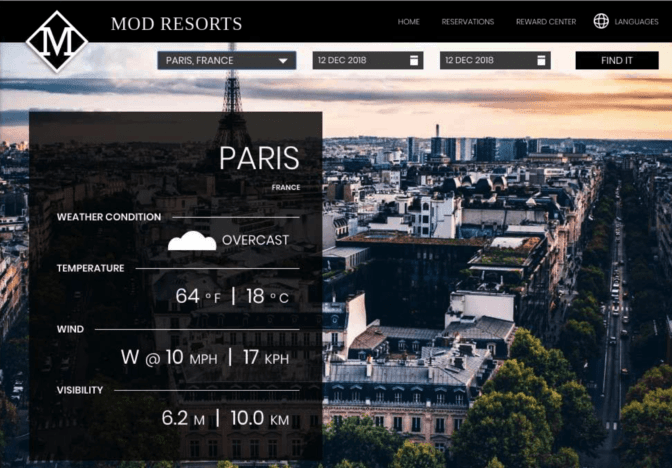 M
MOD RESORTS
HOME RESERVATIONS REWARD CENTER LANGUAGES
PARIS, FRANCE 12 DEC 2018 12 DEC 2018 FIND IT
PARIS
FRANCE
WEATHER CONDITION
OVERCAST
TEMPERATURE
64 ° F | 18 ° C
WIND
W @ 10 MPH | 17 KPH
VISIBILITY
6.2 M | 10.0 KM